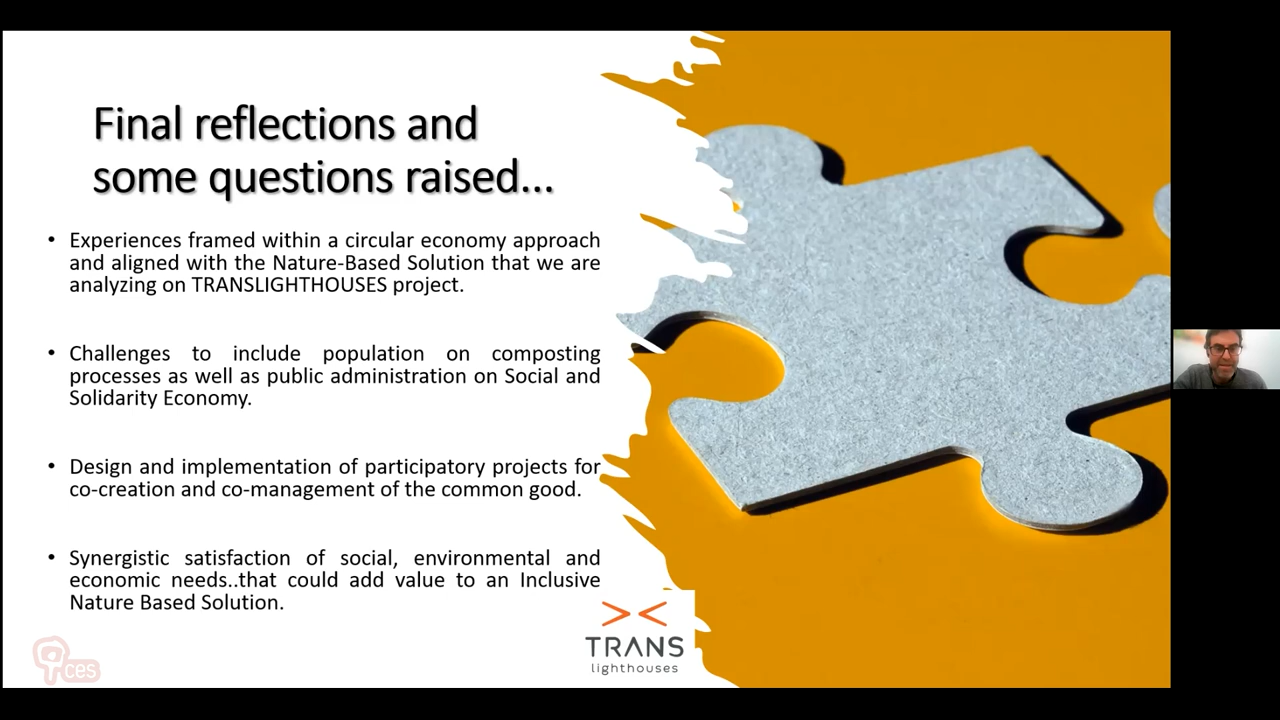 Final reflections and
some questions raised...
• Experiences framed within a circular economy approach
and aligned with the Nature-Based Solution that we are
analyzing on TRANSLIGHTHOUSES project.
• Challenges to include population on composting
processes as well as public administration on Social and
Solidarity Economy.
• Design and implementation of participatory projects for
co-creation and co-management of the common good.
• Synergistic satisfaction of social, environmental and
economic needs..that could add value to an Inclusive
Nature Based Solution.
TRANS
lighthouses
ces